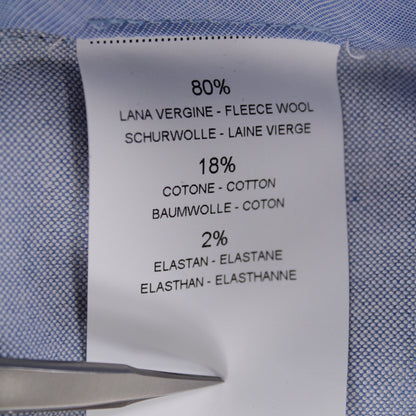 80%
LANA VERGINE - FLEECE WOOL
SCHURWOLLE - LAINE VIERGE
18%
COTONE - COTTON
BAUMWOLLE - COTON
2%
ELASTAN - ELASTANE
ELASTHAN - ELASTHANNE